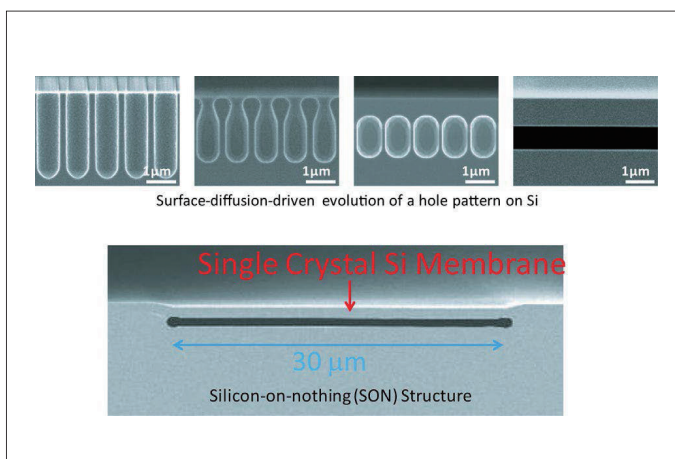 1μm
1μm
1μm
1μm
Surface-diffusion-driven evolution of a hole pattern on Si
Single Crystal Si Membrane
30 μm
Silicon-on-nothing (SON) Structure